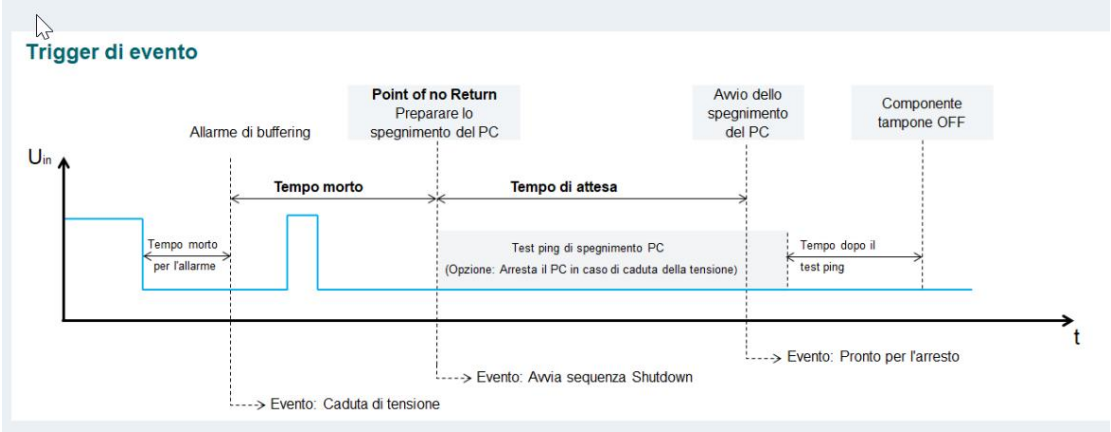 Trigger di evento
Point of no Return
Preparare lo
spegnimento del PC
Avvio dello
spegnimento
del PC
Componente
tampone OFF
Allarme di buffering
Uin
Tempo morto
Tempo di attesa
Tempo morto
per l'allarme
Test ping di spegnimento PC
(Opzione: Arresta il PC in caso di caduta della tensione)
Tempo dopo il
test ping
t
Evento: Pronto per l'arresto
Evento: Avvia sequenza Shutdown
Evento: Caduta di tensione